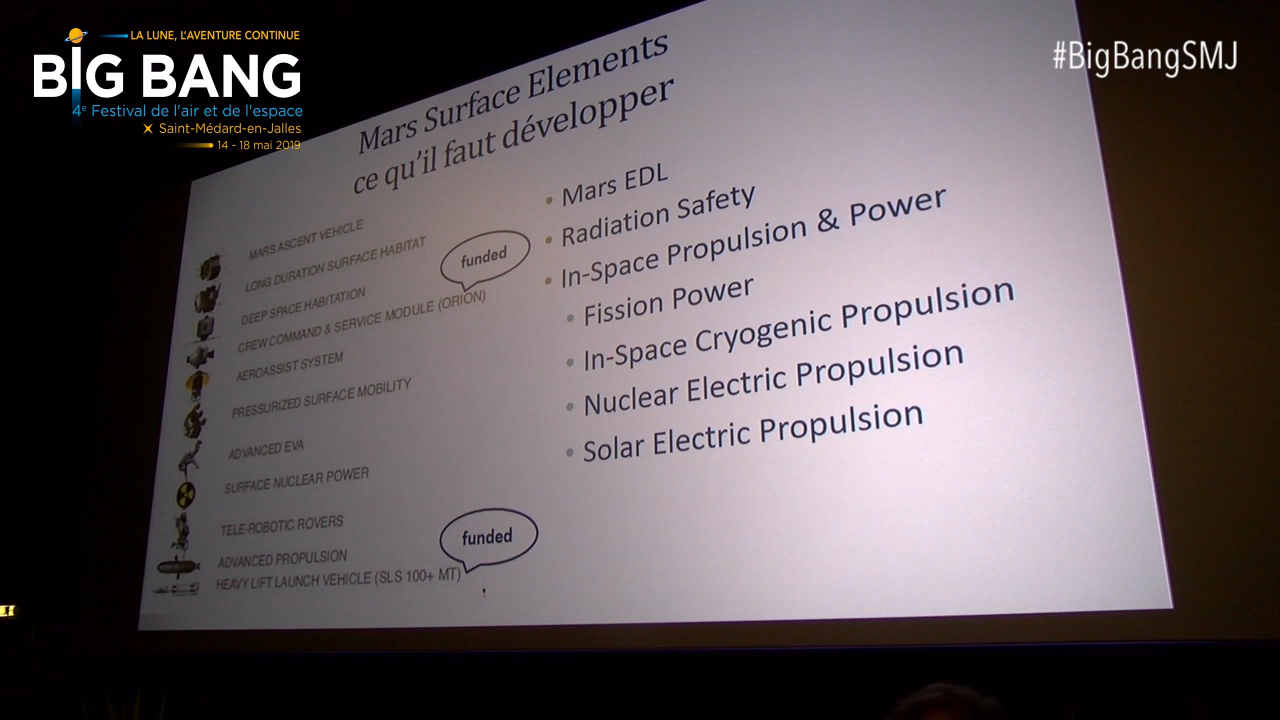 LA LUNE, L'AVENTURE CONTINUE
BIG BANG
4e Festival de l'air et de l'espace
Saint-Médard-en-Jalles
14 - 18 mai 2019
#BigBangSMJ
Mars Surface Elements
ce qu'il faut développer
MARS ASCENT VEHICLE
LONG DURATION SURFACE HABITAT
funded
DEEP SPACE HABITATION
CREW COMMAND & SERVICE MODULE (ORION)
AEROASSIST SYSTEM
PRESSURIZED SURFACE MOBILITY
ADVANCED EVA
SURFACE NUCLEAR POWER
TELE-ROBOTIC ROVERS
funded
ADVANCED PROPULSION
HEAVY LIFT LAUNCH VEHICLE (SLS 100+ MT)
• Mars EDL
• Radiation Safety
• In-Space Propulsion & Power
• Fission Power
• In-Space Cryogenic Propulsion
• Nuclear Electric Propulsion
• Solar Electric Propulsion